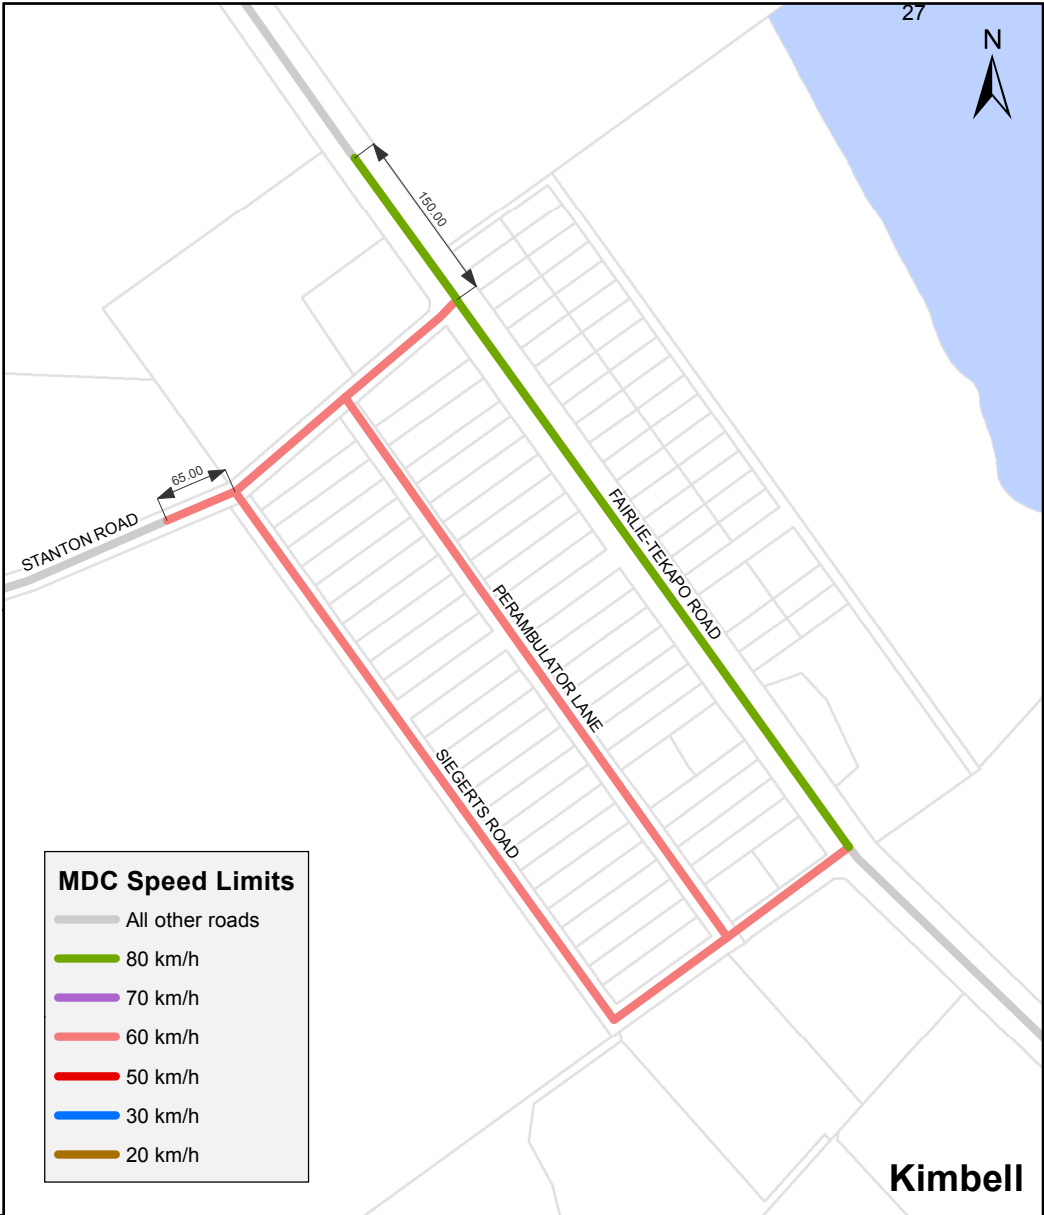 27
N
150.00
65.00
STANTON ROAD
FAIRLIE-TEKAPO ROAD
PERAMBULATOR LANE
SIEGERTS ROAD
MDC Speed Limits
All other roads
80 km/h
70 km/h
60 km/h
50 km/h
30 km/h
20 km/h
Kimbell